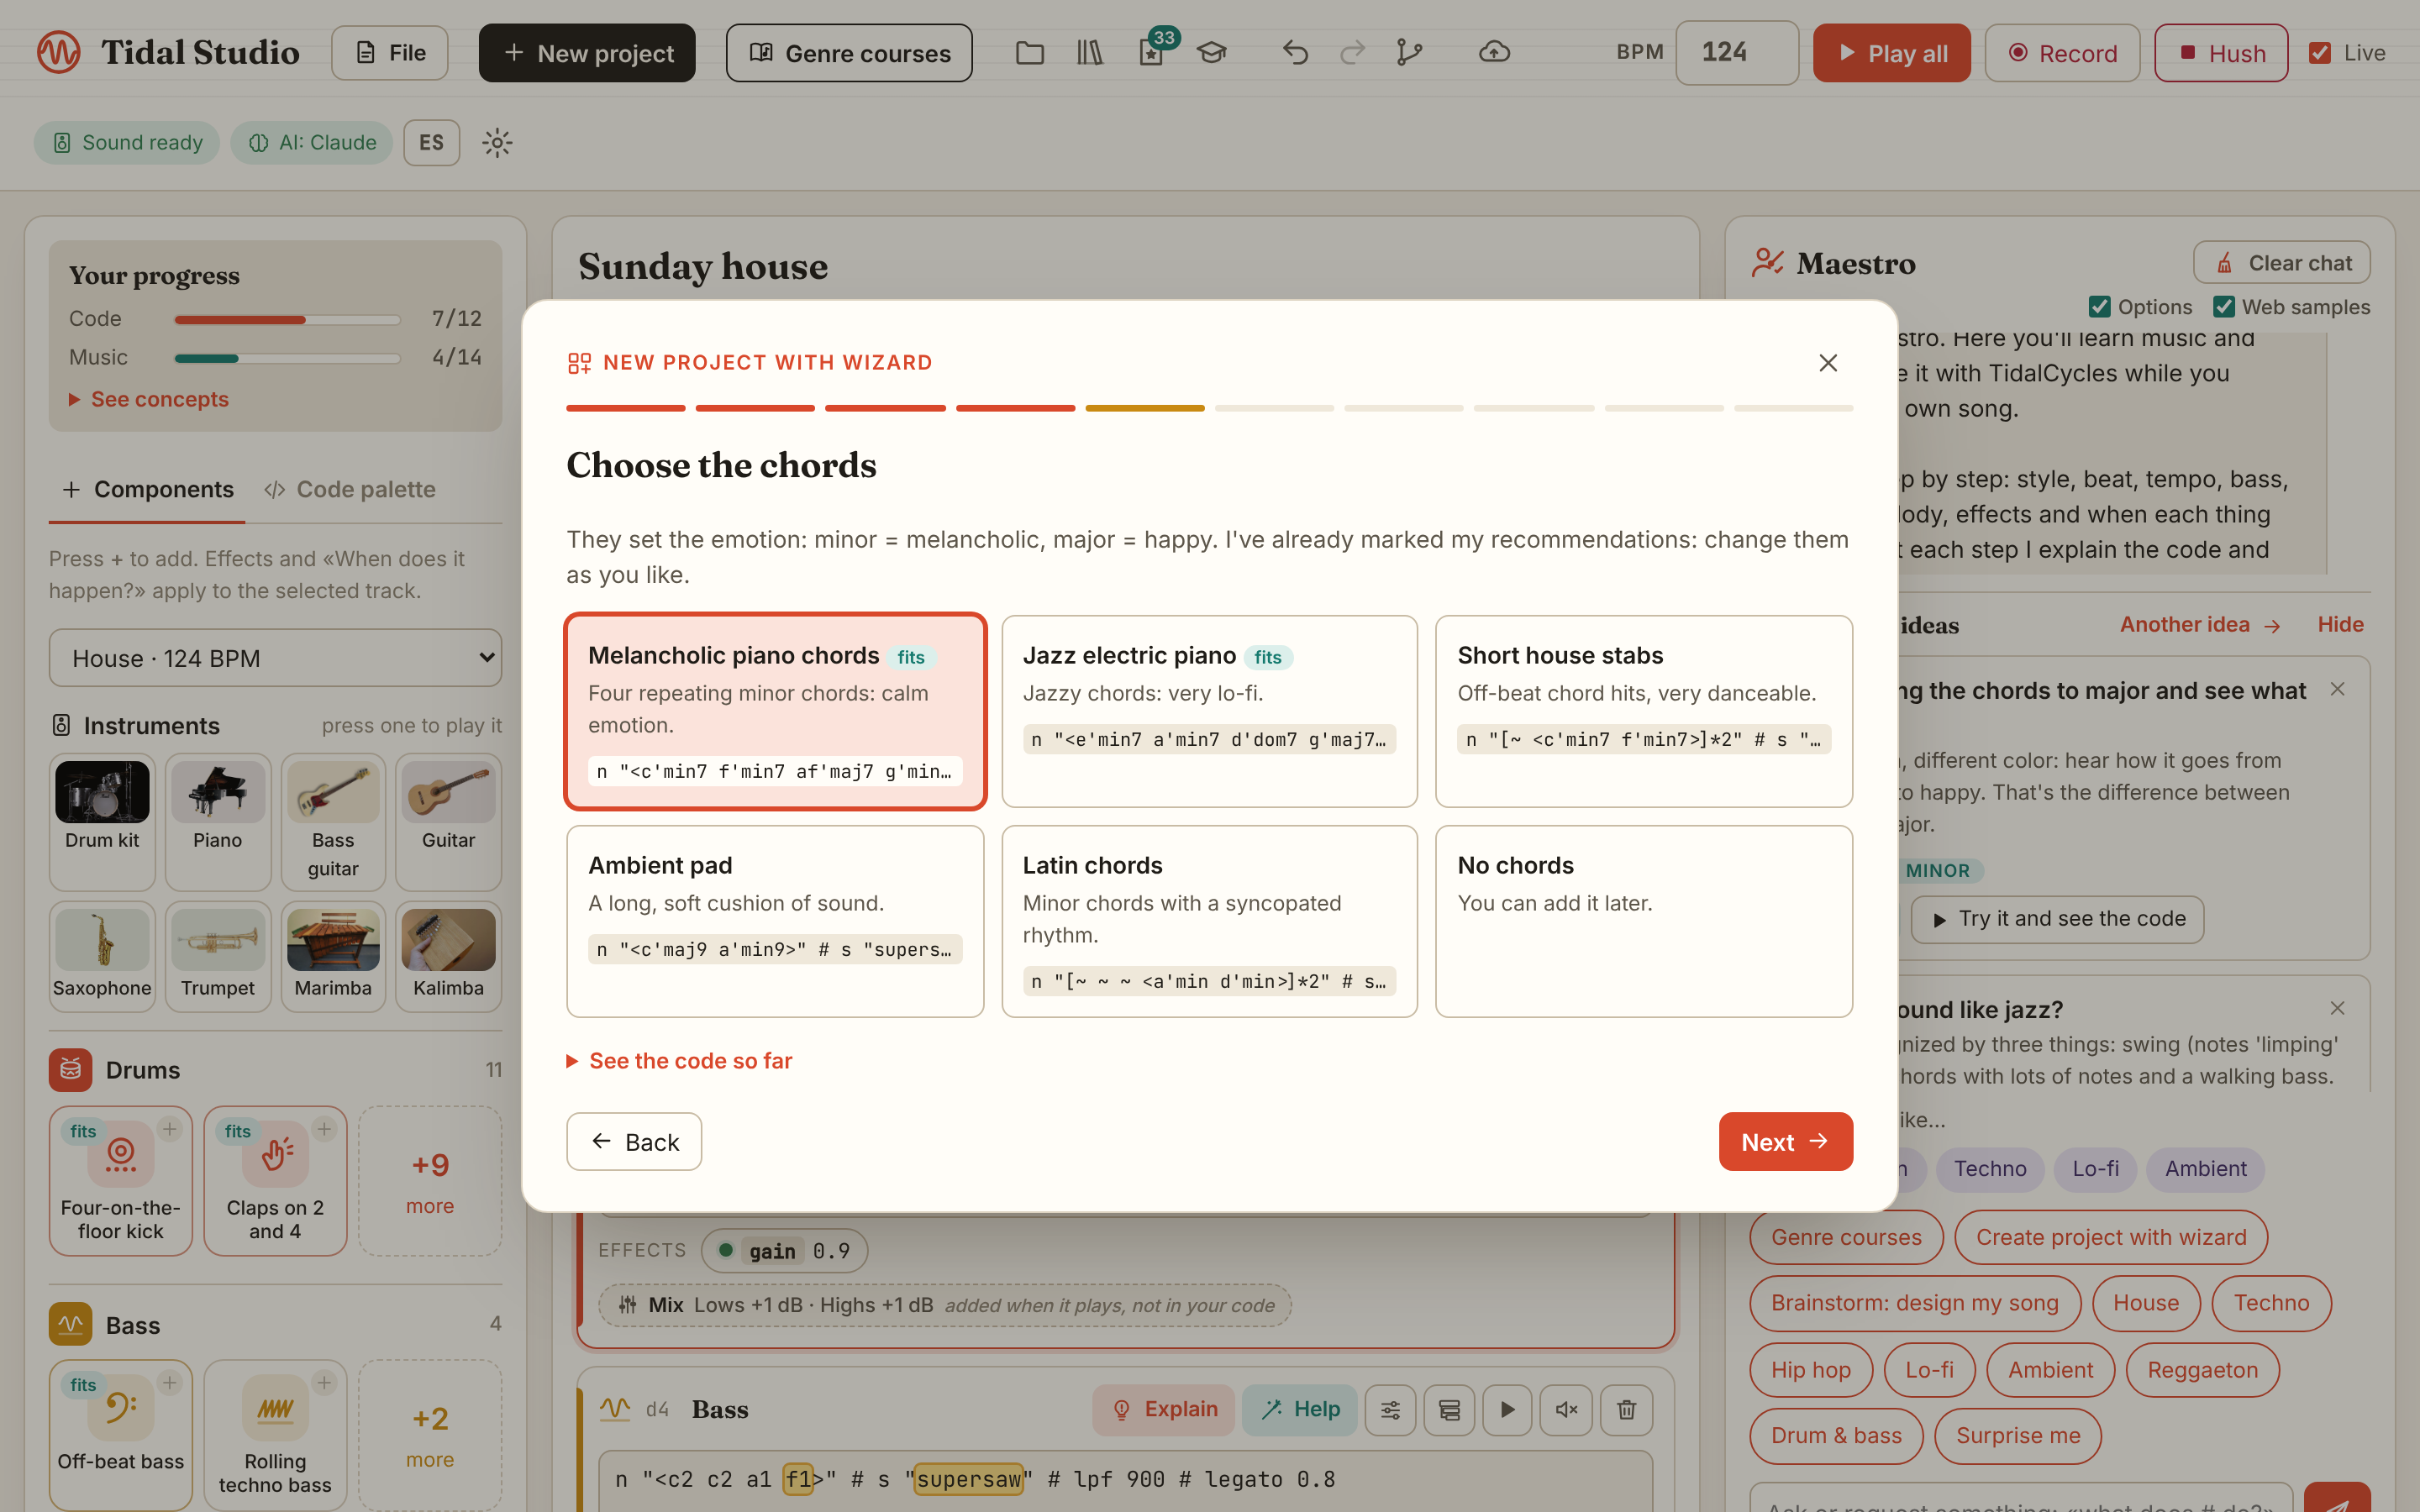 Tidal Studio
File
+ New project
Genre courses
33
BPM
124
Play all
Record
Hush
Live
Sound ready
AI: Claude
ES
Your progress
Code 7/12
Music 4/14
See concepts
Components
Code palette
Press + to add. Effects and «When does it
happen?» apply to the selected track.
House · 124 BPM
Instruments
press one to play it
Drum kit
Piano
Bass
guitar
Guitar
Saxophone
Trumpet
Marimba
Kalimba
Drums
11
fits
Four-on-the-
floor kick
fits
Claps on 2
and 4
+9
more
Bass
4
fits
Off-beat bass
Rolling
techno bass
+2
more
Sunday house
NEW PROJECT WITH WIZARD
Choose the chords
They set the emotion: minor = melancholic, major = happy. I've already marked my recommendations: change them
as you like.
Melancholic piano chords fits
Four repeating minor chords: calm
emotion.
n "<c'min7 f'min7 af'maj7 g'min…
Jazz electric piano fits
Jazzy chords: very lo-fi.
n "<e'min7 a'min7 d'dom7 g'maj7…
Short house stabs
Off-beat chord hits, very danceable.
n "[~ <c'min7 f'min7>]*2" # s "…
Ambient pad
A long, soft cushion of sound.
n "<c'maj9 a'min9>" # s "supers…
Latin chords
Minor chords with a syncopated
rhythm.
n "[~ ~ ~ <a'min d'min>]*2" # s…
No chords
You can add it later.
See the code so far
Back
Next
EFFECTS
gain 0.9
Mix Lows +1 dB · Highs +1 dB added when it plays, not in your code
d4 Bass
Explain
Help
n "<c2 c2 a1 f1>" # s "supersaw" # lpf 900 # legato 0.8
Maestro
Clear chat
Options
Web samples
stro. Here you'll learn music and
e it with TidalCycles while you
own song.
p by step: style, beat, tempo, bass,
lody, effects and when each thing
t each step I explain the code and
ideas
Another idea →
Hide
ng the chords to major and see what
, different color: hear how it goes from
to happy. That's the difference between
ajor.
MINOR
Try it and see the code
ound like jazz?
gnized by three things: swing (notes 'limping'
hords with lots of notes and a walking bass.
ike...
Techno
Lo-fi
Ambient
Genre courses
Create project with wizard
Brainstorm: design my song
House
Techno
Hip hop
Lo-fi
Ambient
Reggaeton
Drum & bass
Surprise me
Ask or request something: «what does # do?»